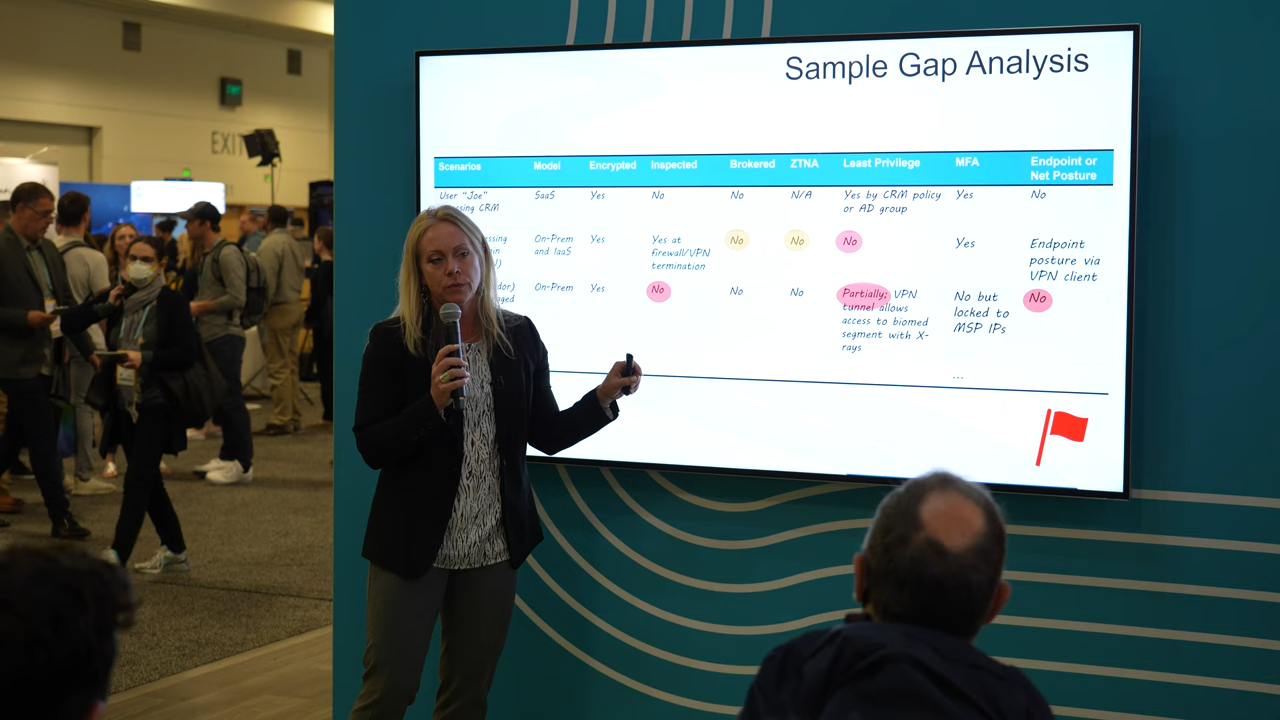 Sample Gap Analysis
EXIT
Scenarios Model Encrypted Inspected Brokered ZTNA Least Privilege MFA Endpoint or
Net Posture
User "Joe" SaaS Yes No No N/A Yes by CRM policy Yes No
CRM or AD group
On-Prem Yes Yes at No No No Yes Endpoint
and IaaS firewall/VPN posture via
termination VPN client
On-Prem Yes No No No Partially; VPN No but No
tunnel allows locked to
access to biomed MSP IPs
segment with X-
rays
...